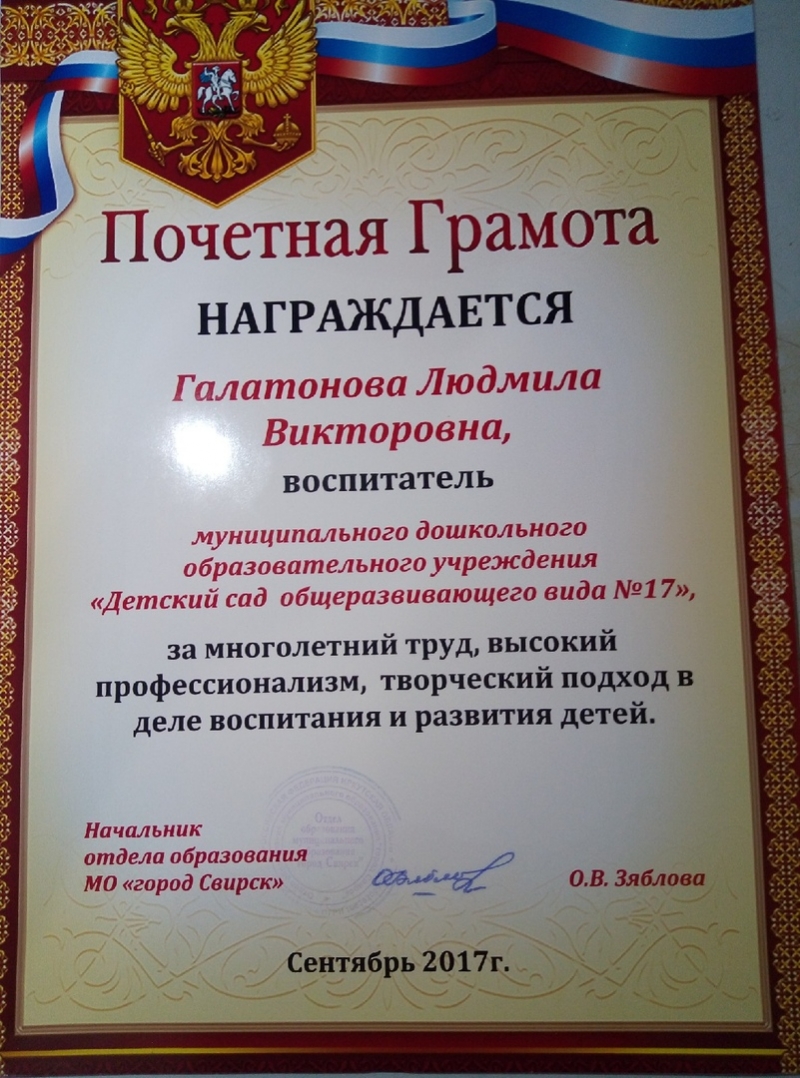 Почетная Грамота
НАГРАЖДАЕТСЯ
Галатонова Людмила
Викторовна,
воспитатель
муниципального дошкольного
образовательного учреждения
«Детский сад общеразвивающего вида №17»,
за многолетний труд, высокий
профессионализм, творческий подход в
деле воспитания и развития детей.
Начальник
отдела образования
МО «город Свирск»
О.В. Зяблова
Сентябрь 2017г.